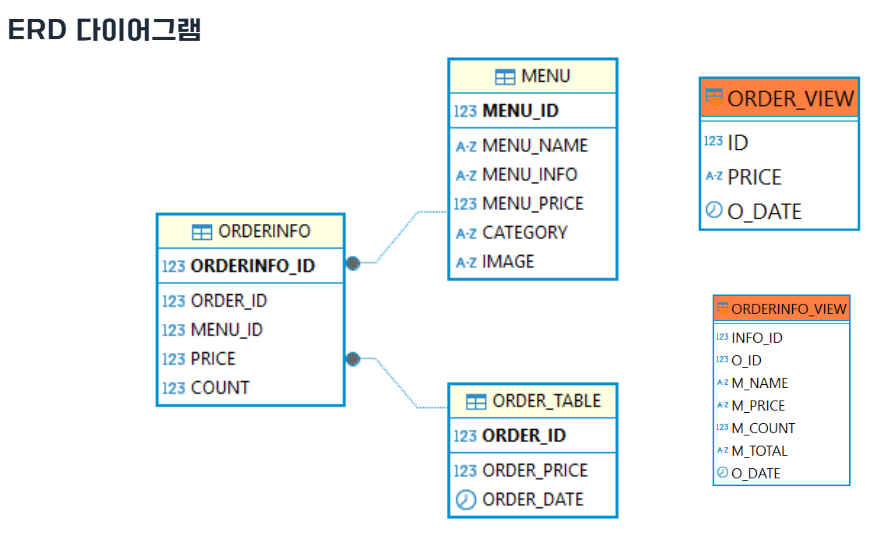 ERD 다이어그램
MENU
123 MENU_ID
A-Z MENU_NAME
A-Z MENU_INFO
123 MENU_PRICE
A-Z CATEGORY
A-Z IMAGE
ORDERINFO
123 ORDERINFO_ID
123 ORDER_ID
123 MENU_ID
123 PRICE
123 COUNT
ORDER_TABLE
123 ORDER_ID
123 ORDER_PRICE
ORDER_DATE
ORDER_VIEW
123 ID
A-Z PRICE
O_DATE
ORDERINFO_VIEW
123 INFO_ID
123 O_ID
A-Z M_NAME
A-Z M_PRICE
123 M_COUNT
A-Z M_TOTAL
O_DATE